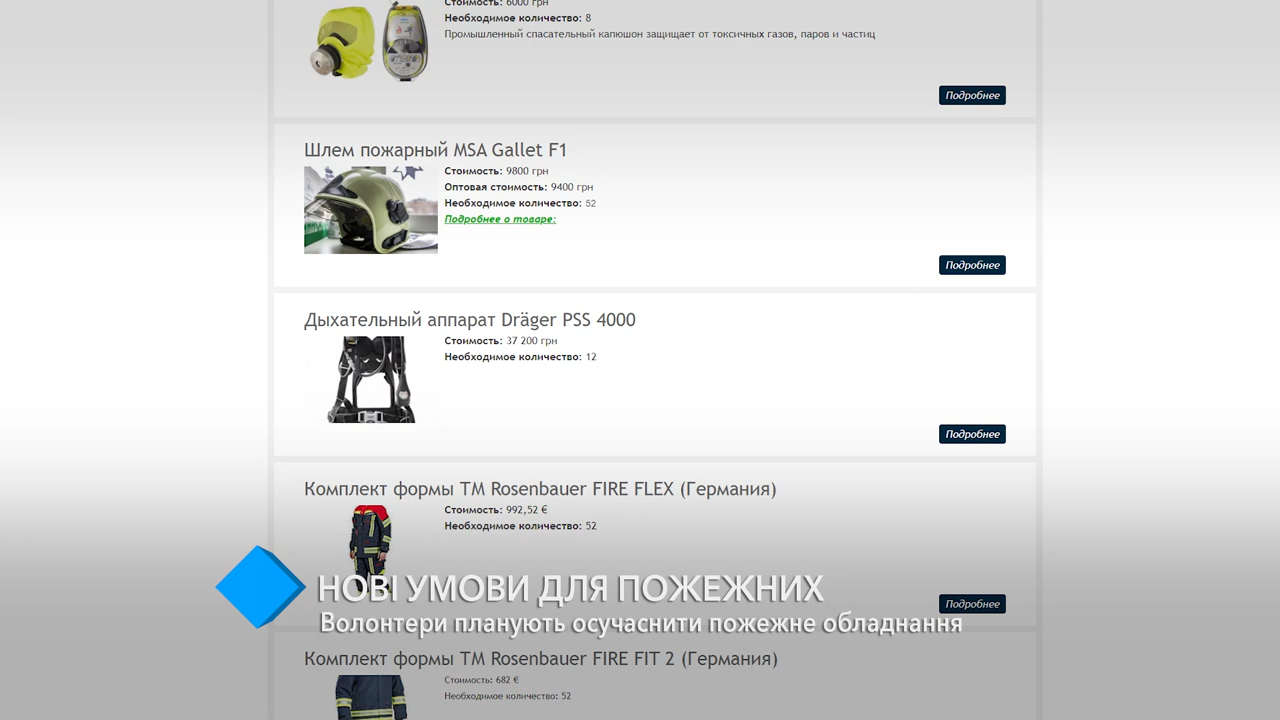 Стоимость: 6000 грн
Необходимое количество: 8
Промышленный спасательный капюшон защищает от токсичных газов, паров и частиц
Подробнее
Шлем пожарный MSA Gallet F1
Стоимость: 9800 грн
Оптовая стоимость: 9400 грн
Необходимое количество: 52
Подробнее о товаре:
Подробнее
Дыхательный аппарат Dräger PSS 4000
Стоимость: 37 200 грн
Необходимое количество: 12
Подробнее
Комплект формы ТМ Rosenbauer FIRE FLEX (Германия)
Стоимость: 992,52 €
Необходимое количество: 52
НОВІ УМОВИ ДЛЯ ПОЖЕЖНИХ
Подробнее
Волонтери планують осучаснити пожежне обладнання
Комплект формы ТМ Rosenbauer FIRE FIT 2 (Германия)
Стоимость: 682 €
Необходимое количество: 52